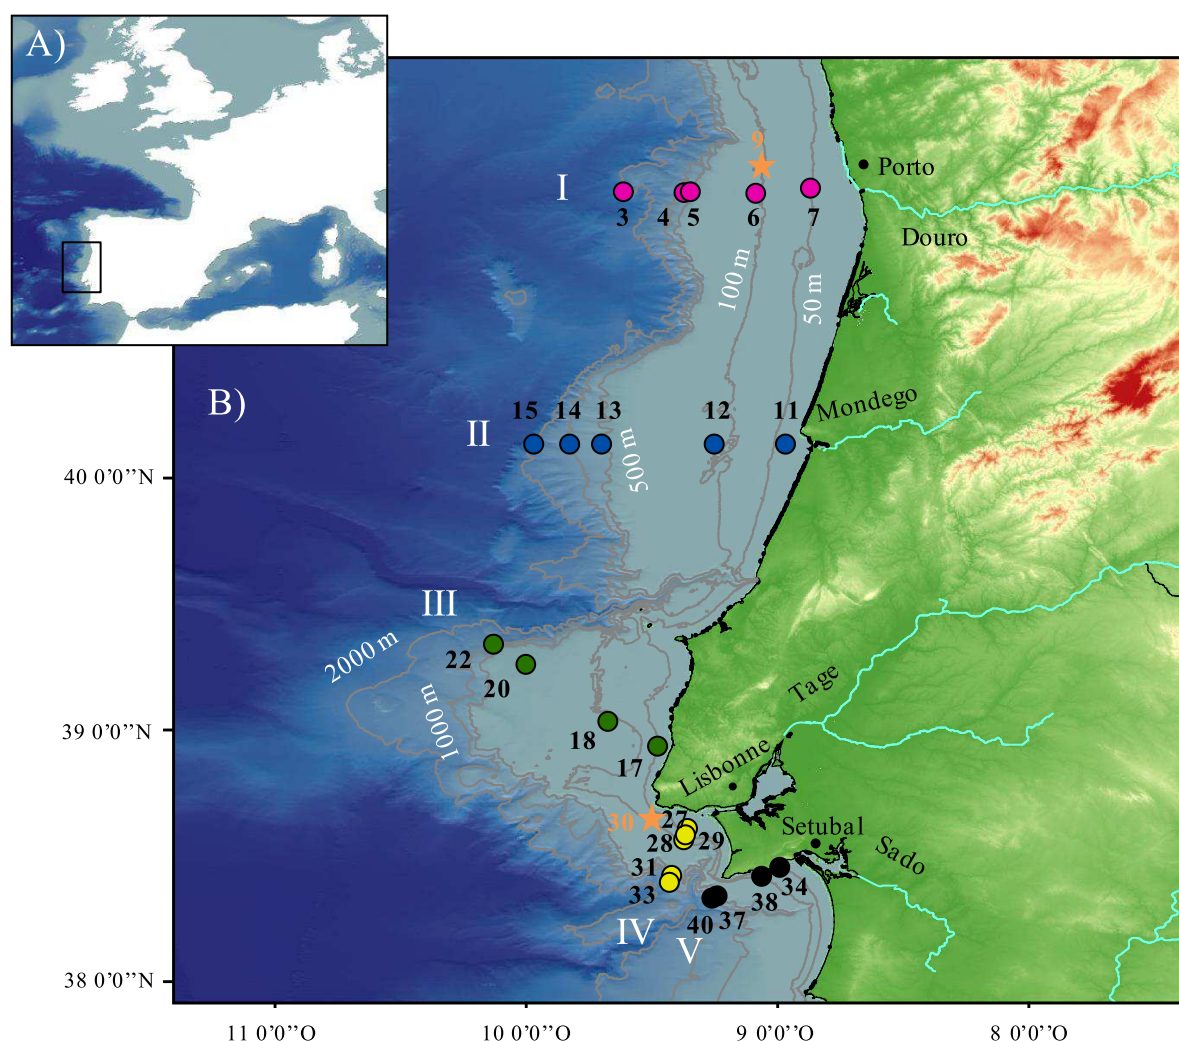 A)
9
Porto
I
3
4
5
6
7
Douro
100 m
50 m
B)
15
14
13
12
11
Mondego
II
500 m
40 0’0’’N
III
2000 m
22
20
1000 m
Tage
39 0’0’’N
18
17
Lisbonne
30
27
28
29
Setubal
Sado
31
33
34
38
40
37
IV
V
38 0’0’’N
11 0’0’’O
10 0’0’’O
9 0’0’’O
8 0’0’’O